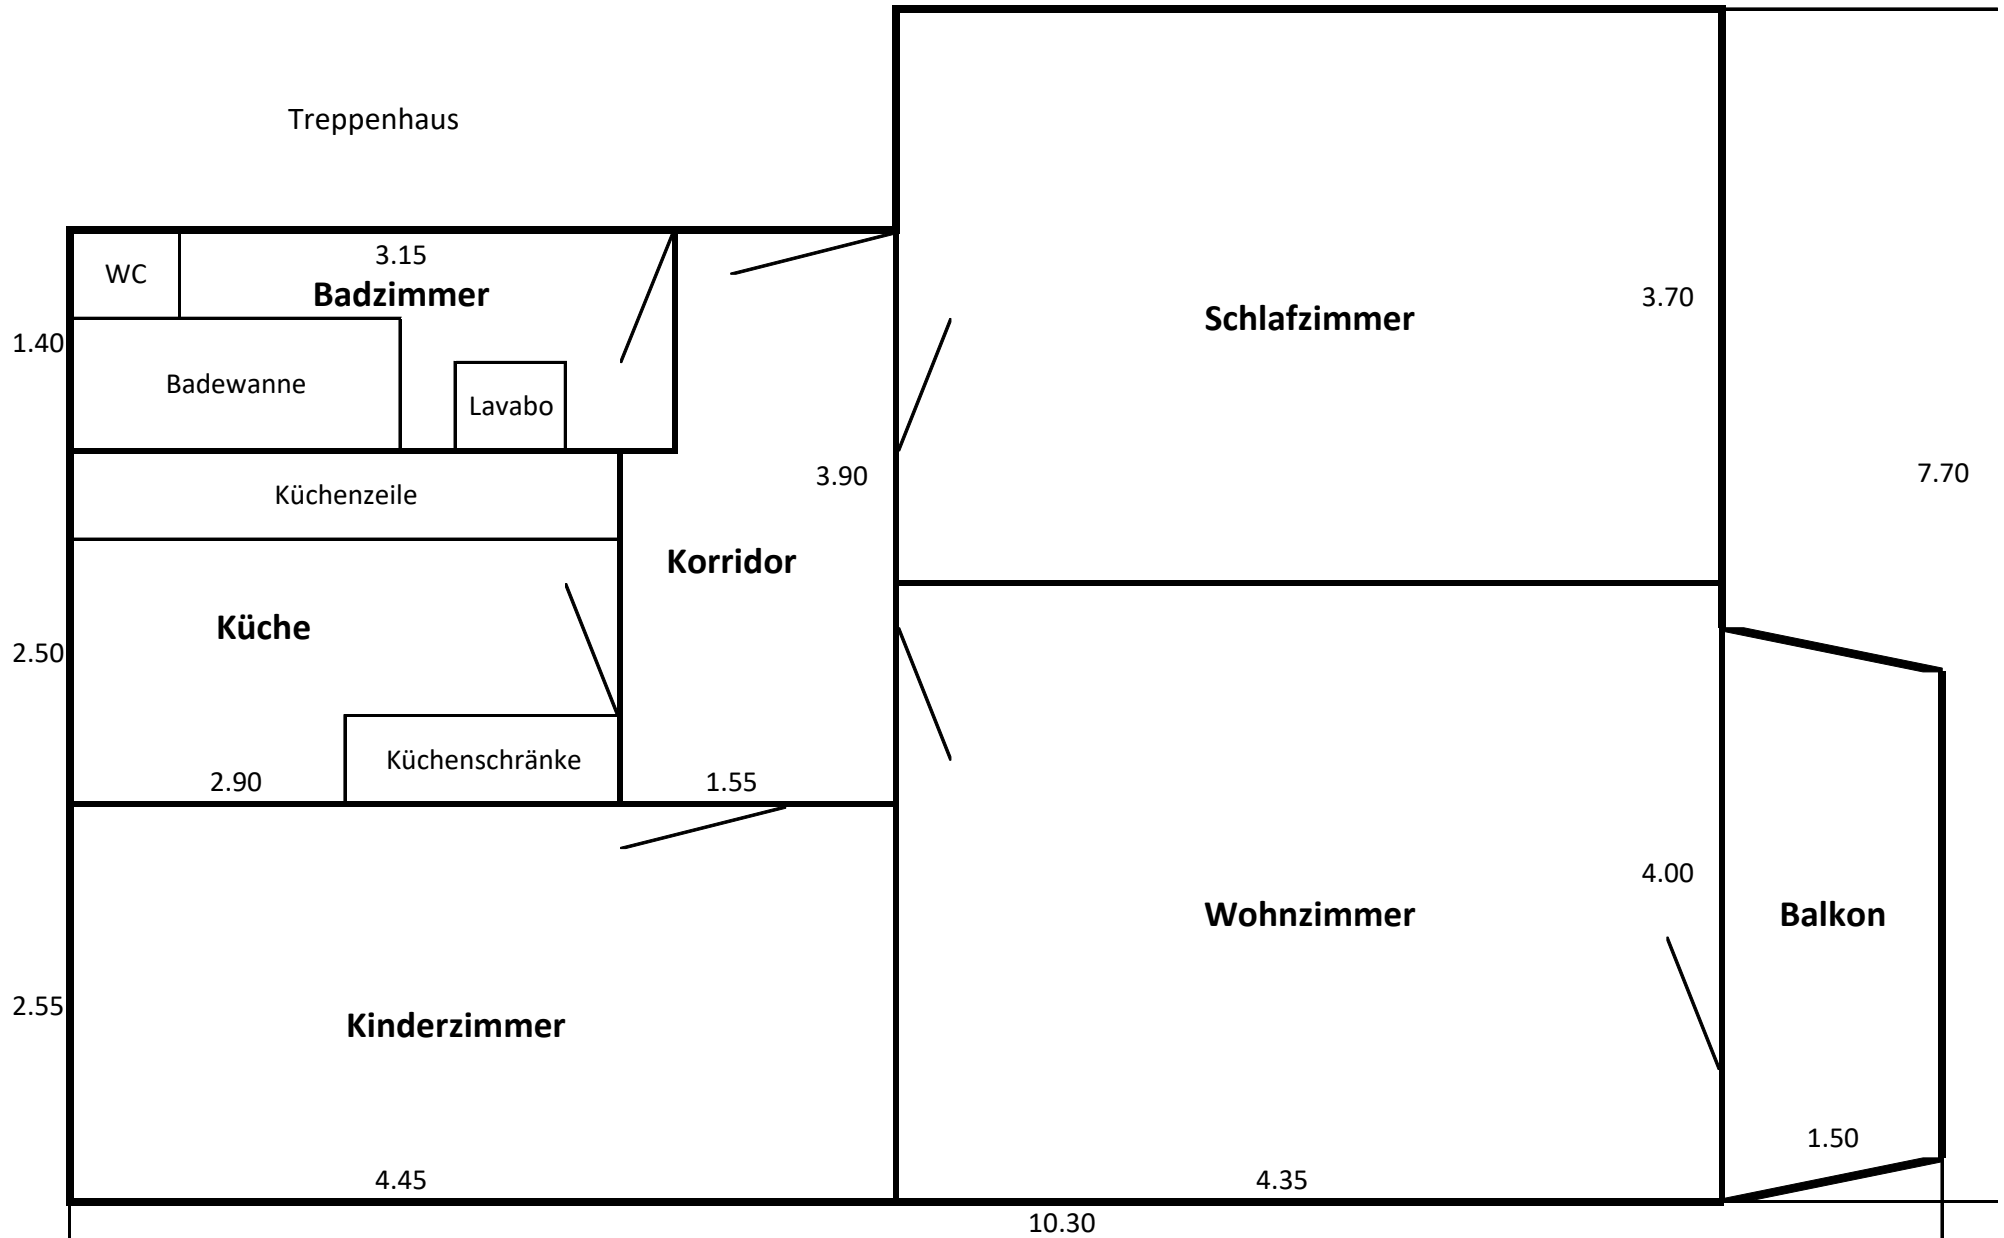 Treppenhaus
3.15
WC
Badzimmer
3.70
Schlafzimmer
1.40
Badewanne
Lavabo
3.90
7.70
Küchenzeile
Korridor
Küche
2.50
Küchenschränke
2.90
1.55
4.00
Wohnzimmer
Balkon
2.55
Kinderzimmer
1.50
4.45
4.35
10.30